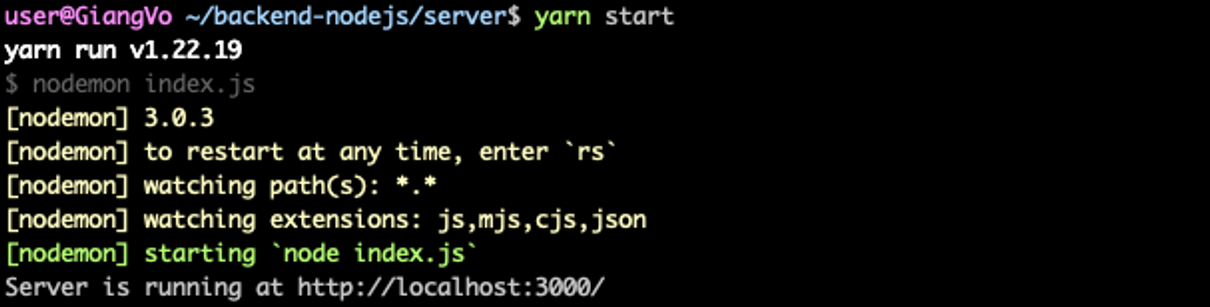 user@GiangVo ~/backend-nodejs/server$ yarn start
yarn run v1.22.19
$ nodemon index.js
[nodemon] 3.0.3
[nodemon] to restart at any time, enter `rs`
[nodemon] watching path(s): *.*
[nodemon] watching extensions: js,mjs,cjs,json
[nodemon] starting `node index.js`
Server is running at http://localhost:3000/